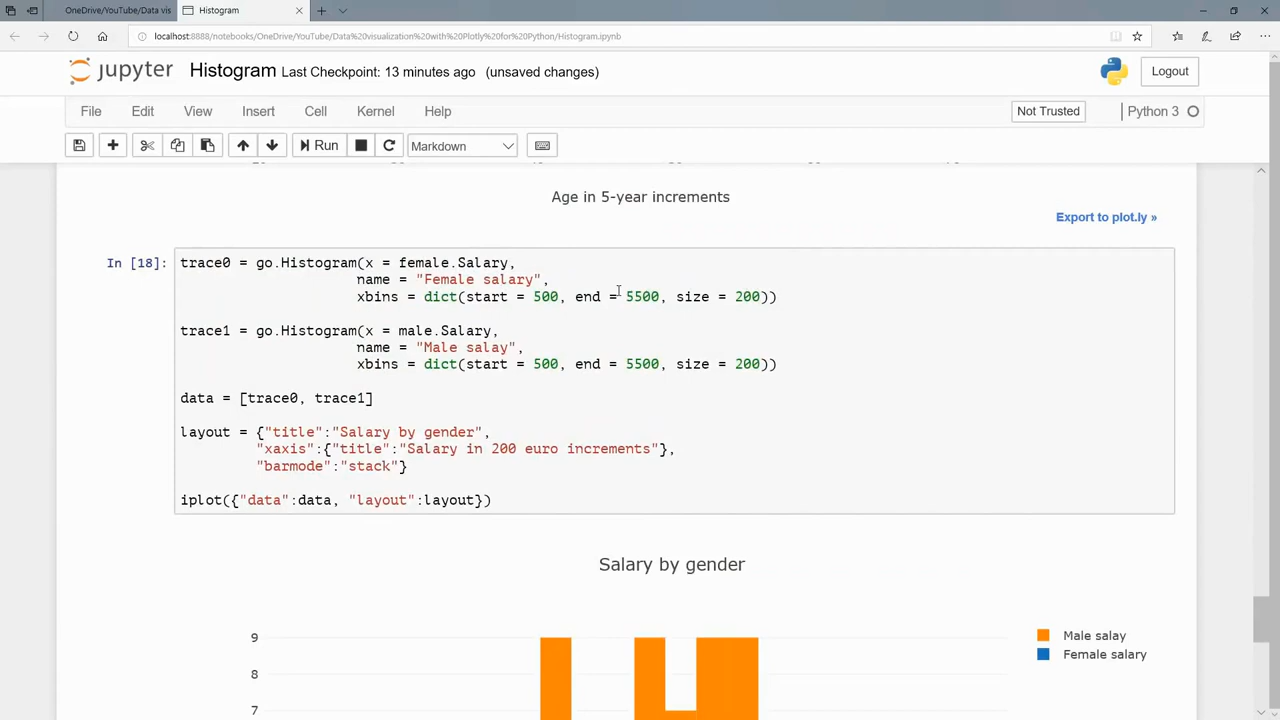 OneDrive/YouTube/Data vis
Histogram
localhost:8888/notebooks/OneDrive/YouTube/Data%20visualization%20with%20Plotly%20for%20Python/Histogram.ipynb
jupyter Histogram Last Checkpoint: 13 minutes ago (unsaved changes)
Logout
File Edit View Insert Cell Kernel Help
Not Trusted
Python 3
Run
Markdown
Age in 5-year increments
Export to plot.ly »
In [18]:
trace0 = go.Histogram(x = female.Salary,
name = "Female salary",
xbins = dict(start = 500, end = 5500, size = 200))
trace1 = go.Histogram(x = male.Salary,
name = "Male salay",
xbins = dict(start = 500, end = 5500, size = 200))
data = [trace0, trace1]
layout = {"title":"Salary by gender",
"xaxis":{"title":"Salary in 200 euro increments"},
"barmode":"stack"}
iplot({"data":data, "layout":layout})
Salary by gender
9
8
7
Male salay
Female salary